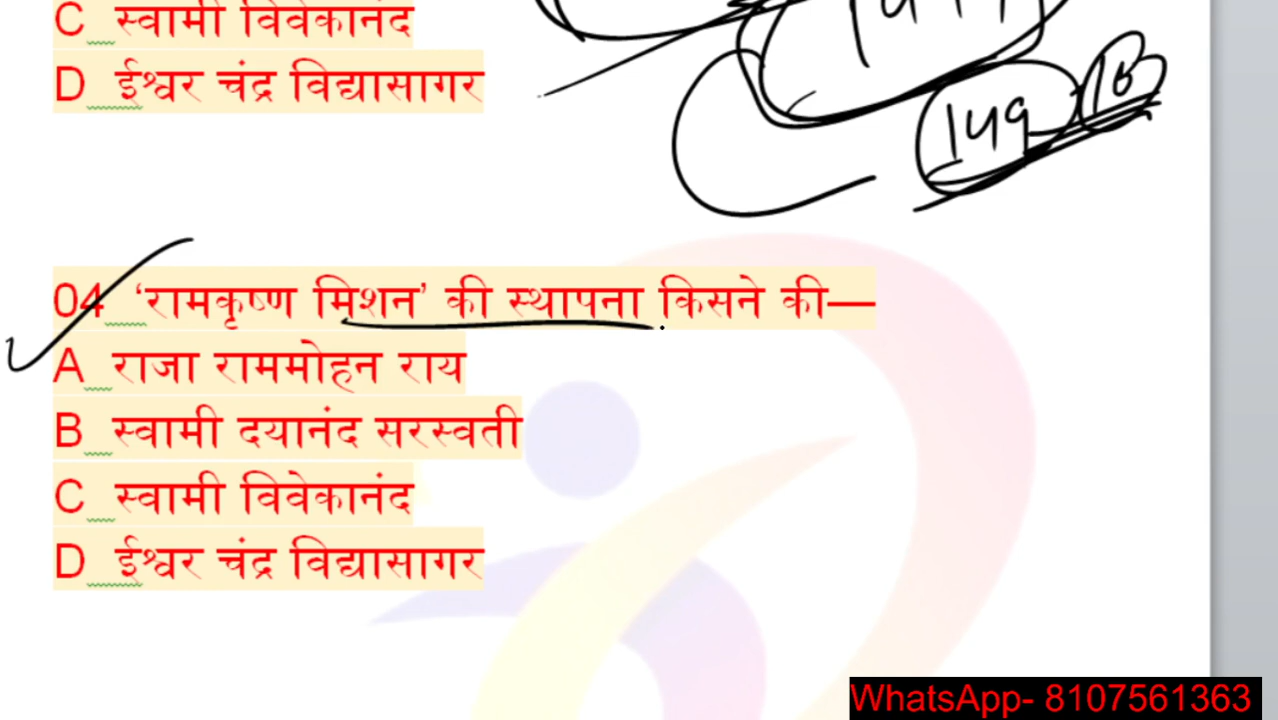 C स्वामी विवेकानंद
D ईश्वर चंद्र विद्यासागर
149
18
04 ‘रामकृष्ण मिशन’ की स्थापना किसने की—
A राजा राममोहन राय
B स्वामी दयानंद सरस्वती
C स्वामी विवेकानंद
D ईश्वर चंद्र विद्यासागर
WhatsApp- 8107561363